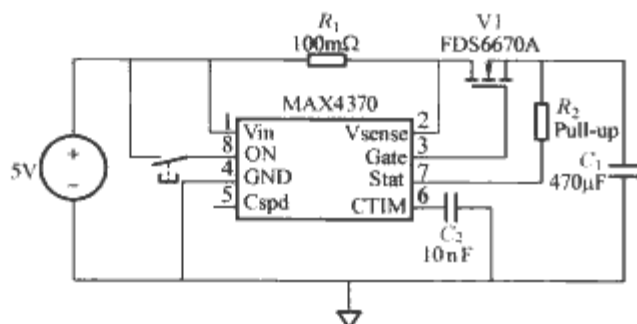 R1
100mΩ
V1
FDS6670A
MAX4370
1
Vin
Vsense
2
8
ON
Gate
3
4
GND
Stat
7
5
Cspd
CTIM
6
5V
+
−
R2
Pull-up
C1
470μF
C2
10nF